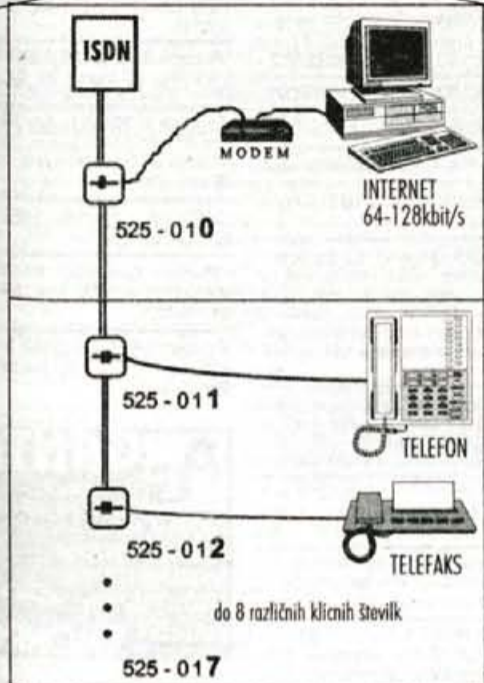 ISDN
MODEM
INTERNET
64-128kbit/s
525 - 010
525 - 011
TELEFON
525 - 012
TELEFAKS
do 8 različnih klicnih številk
525 - 017